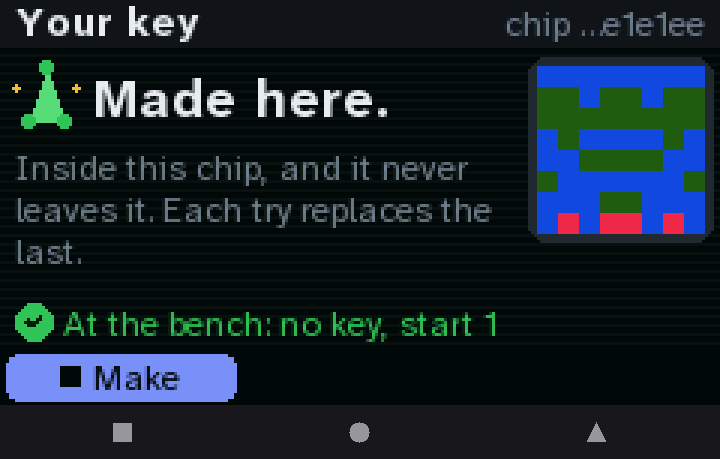 Your key
chip …e1e1ee
Made here.
Inside this chip, and it never
leaves it. Each try replaces the
last.
At the bench: no key, start 1
Make